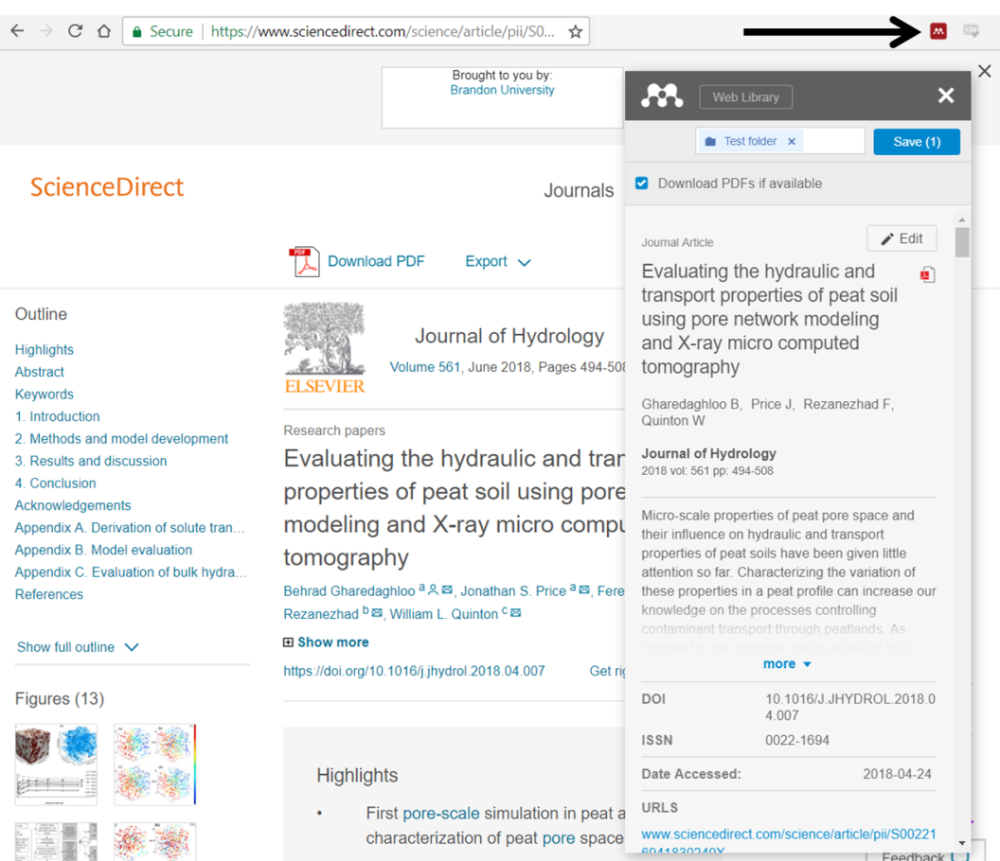 Secure | https://www.sciencedirect.com/science/article/pii/S0...
CSS
Brought to you by:
Brandon University
ScienceDirect
Journals
PDF
Download PDF
Export
Outline
Highlights
Abstract
Keywords
1. Introduction
2. Methods and model development
3. Results and discussion
4. Conclusion
Acknowledgements
Appendix A. Derivation of solute tran...
Appendix B. Model evaluation
Appendix C. Evaluation of bulk hydra...
References
Show full outline
Figures (13)
ELSEVIER
Journal of Hydrology
Volume 561, June 2018, Pages 494-508
Research papers
Evaluating the hydraulic and tran
properties of peat soil using pore
modeling and X-ray micro compu
tomography
Behrad Gharedaghloo a, Jonathan S. Price a, Fere
Rezanezhad b, William L. Quinton c
Show more
https://doi.org/10.1016/j.jhydrol.2018.04.007
Get rig
Highlights
• First pore-scale simulation in peat a
characterization of peat pore space
Web Library
Test folder ×
Save (1)
Download PDFs if available
Journal Article
Edit
Evaluating the hydraulic and
transport properties of peat soil
using pore network modeling
and X-ray micro computed
tomography
Gharedaghloo B, Price J, Rezanezhad F,
Quinton W
Journal of Hydrology
2018 vol: 561 pp: 494-508
Micro-scale properties of peat pore space and
their influence on hydraulic and transport
properties of peat soils have been given little
attention so far. Characterizing the variation of
these properties in a peat profile can increase our
knowledge on the processes controlling
contaminant transport through peatlands. As
more
DOI
10.1016/J.JHYDROL.2018.0
4.007
ISSN
0022-1694
Date Accessed:
2018-04-24
URLS
www.sciencedirect.com/science/article/pii/S00221
6941830249X
Feedback